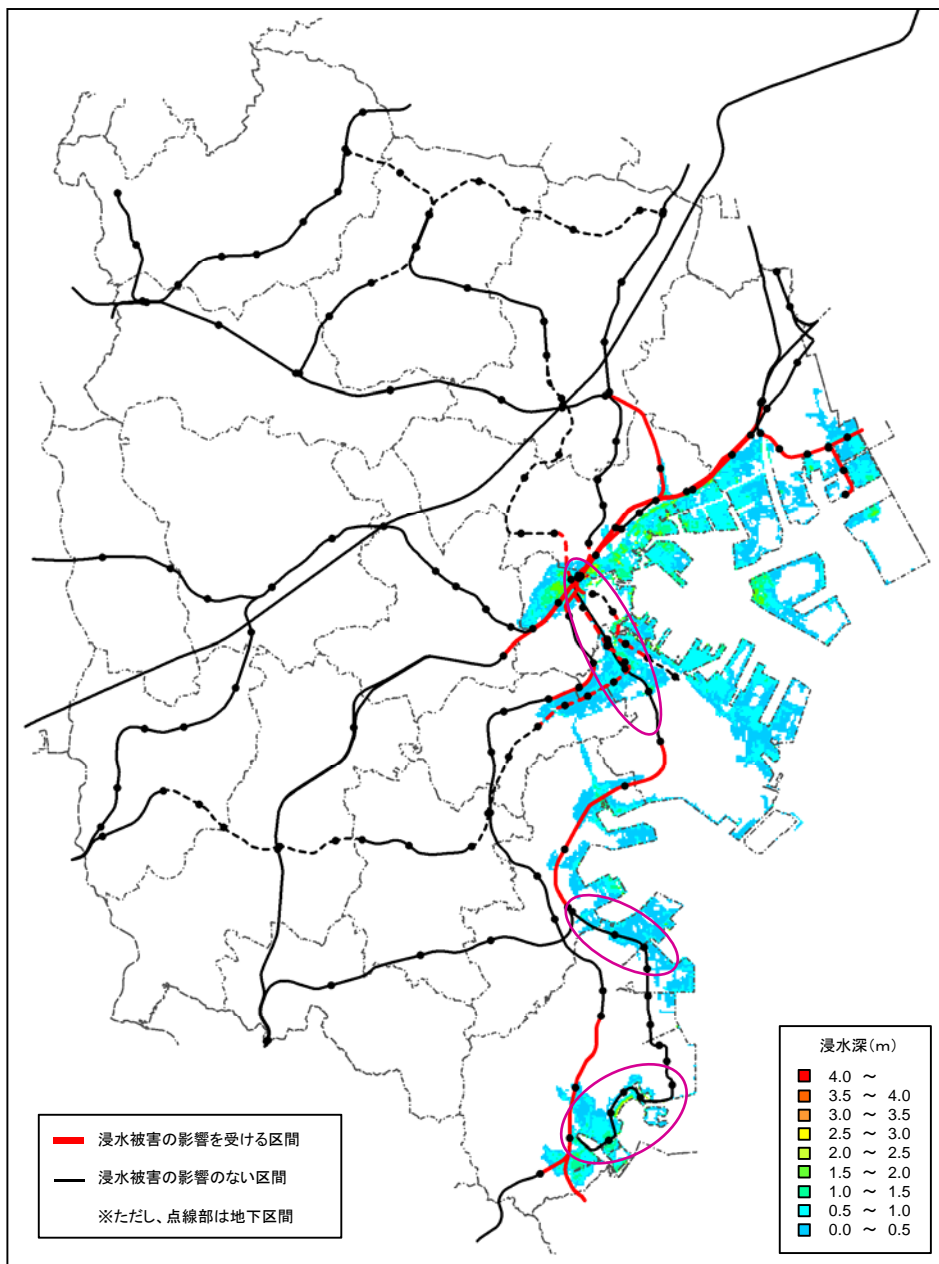 浸水被害の影響を受ける区間
浸水被害の影響のない区間
※ただし、点線部は地下区間
浸水深(m)
4.0 ～
3.5 ～ 4.0
3.0 ～ 3.5
2.5 ～ 3.0
2.0 ～ 2.5
1.5 ～ 2.0
1.0 ～ 1.5
0.5 ～ 1.0
0.0 ～ 0.5